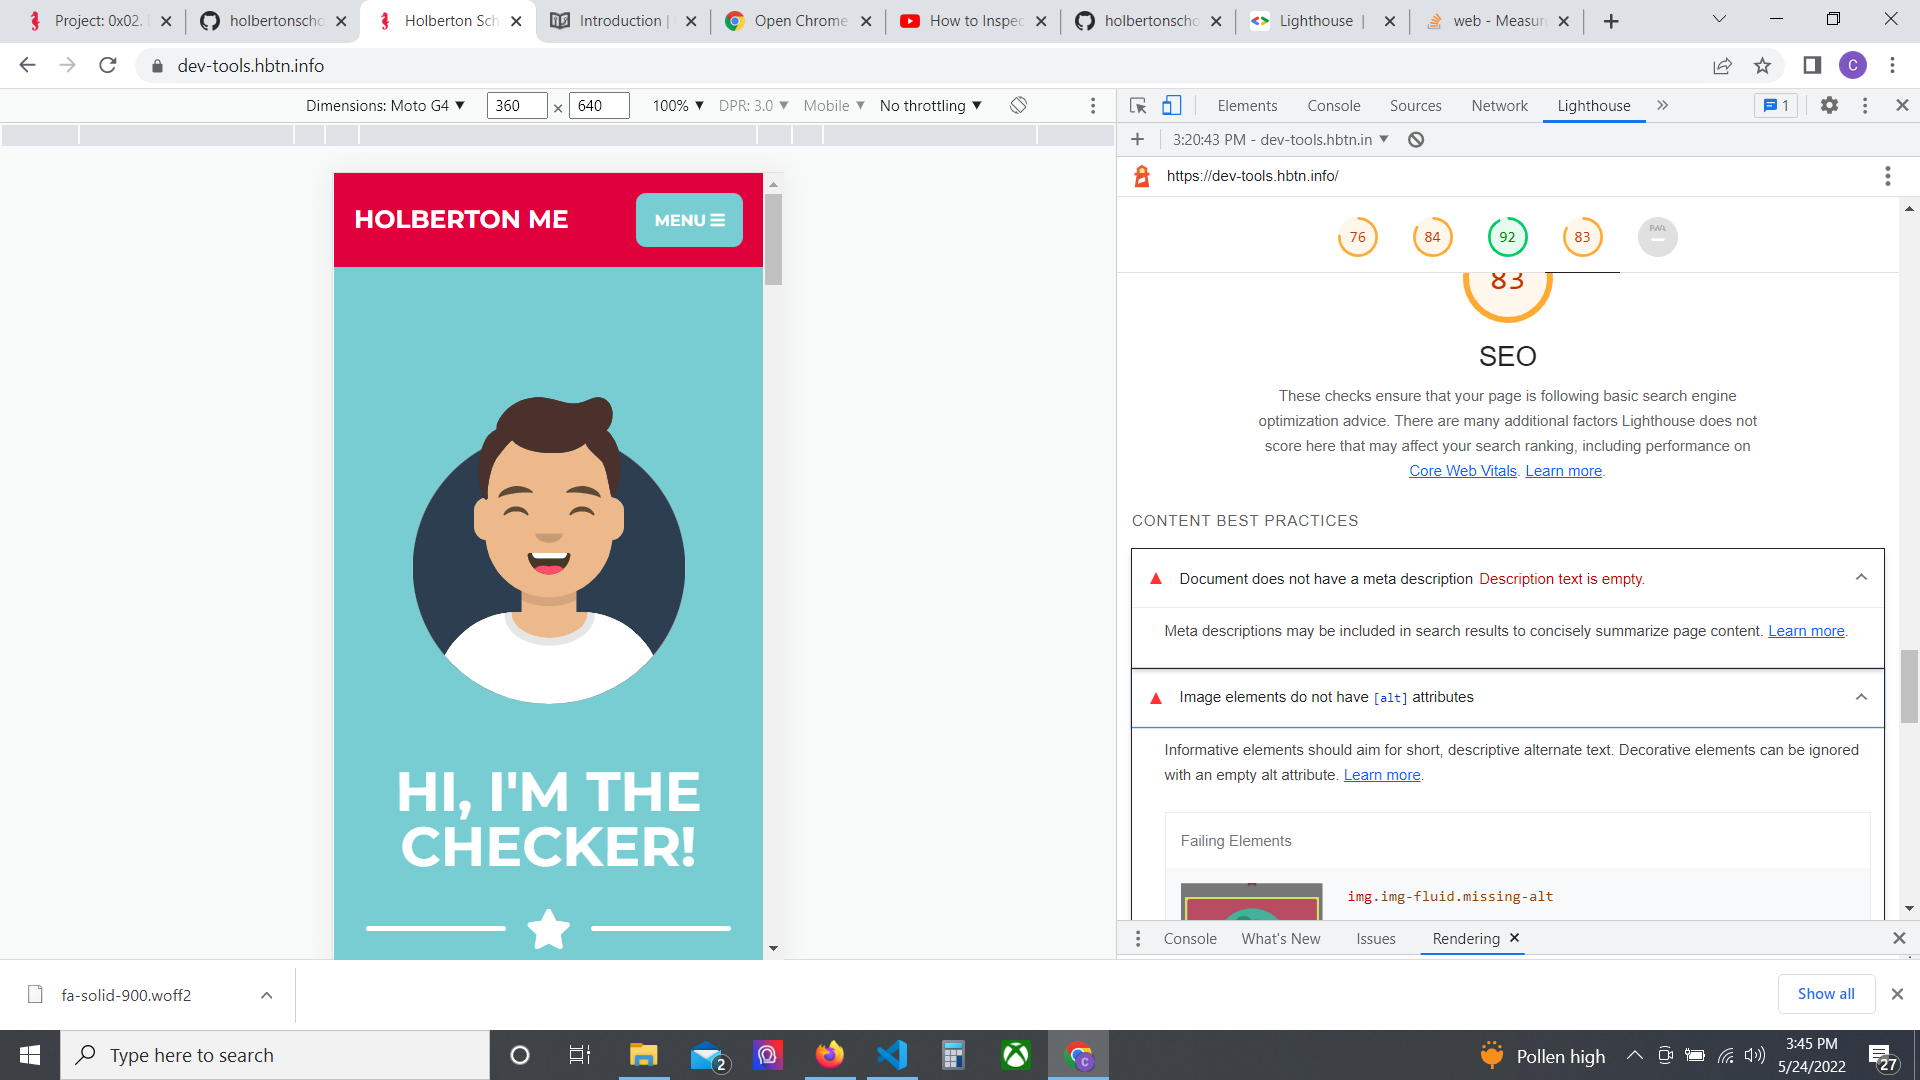 Project: 0x02.
holbertonscho
Holberton Sch
Introduction |
Open Chrome
How to Inspec
holbertonscho
Lighthouse |
web - Measur
dev-tools.hbtn.info
C
Dimensions: Moto G4 ▼ 360 × 640 100% ▼ DPR: 3.0 ▼ Mobile ▼ No throttling ▼
Elements Console Sources Network Lighthouse » 1
3:20:43 PM - dev-tools.hbtn.in ▼
https://dev-tools.hbtn.info/
76 84 92 83 PWA
83
SEO
These checks ensure that your page is following basic search engine
optimization advice. There are many additional factors Lighthouse does not
score here that may affect your search ranking, including performance on
Core Web Vitals. Learn more.
CONTENT BEST PRACTICES
Document does not have a meta description Description text is empty.
Meta descriptions may be included in search results to concisely summarize page content. Learn more.
Image elements do not have [alt] attributes
Informative elements should aim for short, descriptive alternate text. Decorative elements can be ignored
with an empty alt attribute. Learn more.
Failing Elements
img.img-fluid.missing-alt
Console What's New Issues Rendering
HOLBERTON ME
MENU
HI, I'M THE
CHECKER!
fa-solid-900.woff2
Show all
Type here to search
2
C
Pollen high
3:45 PM
5/24/2022
27